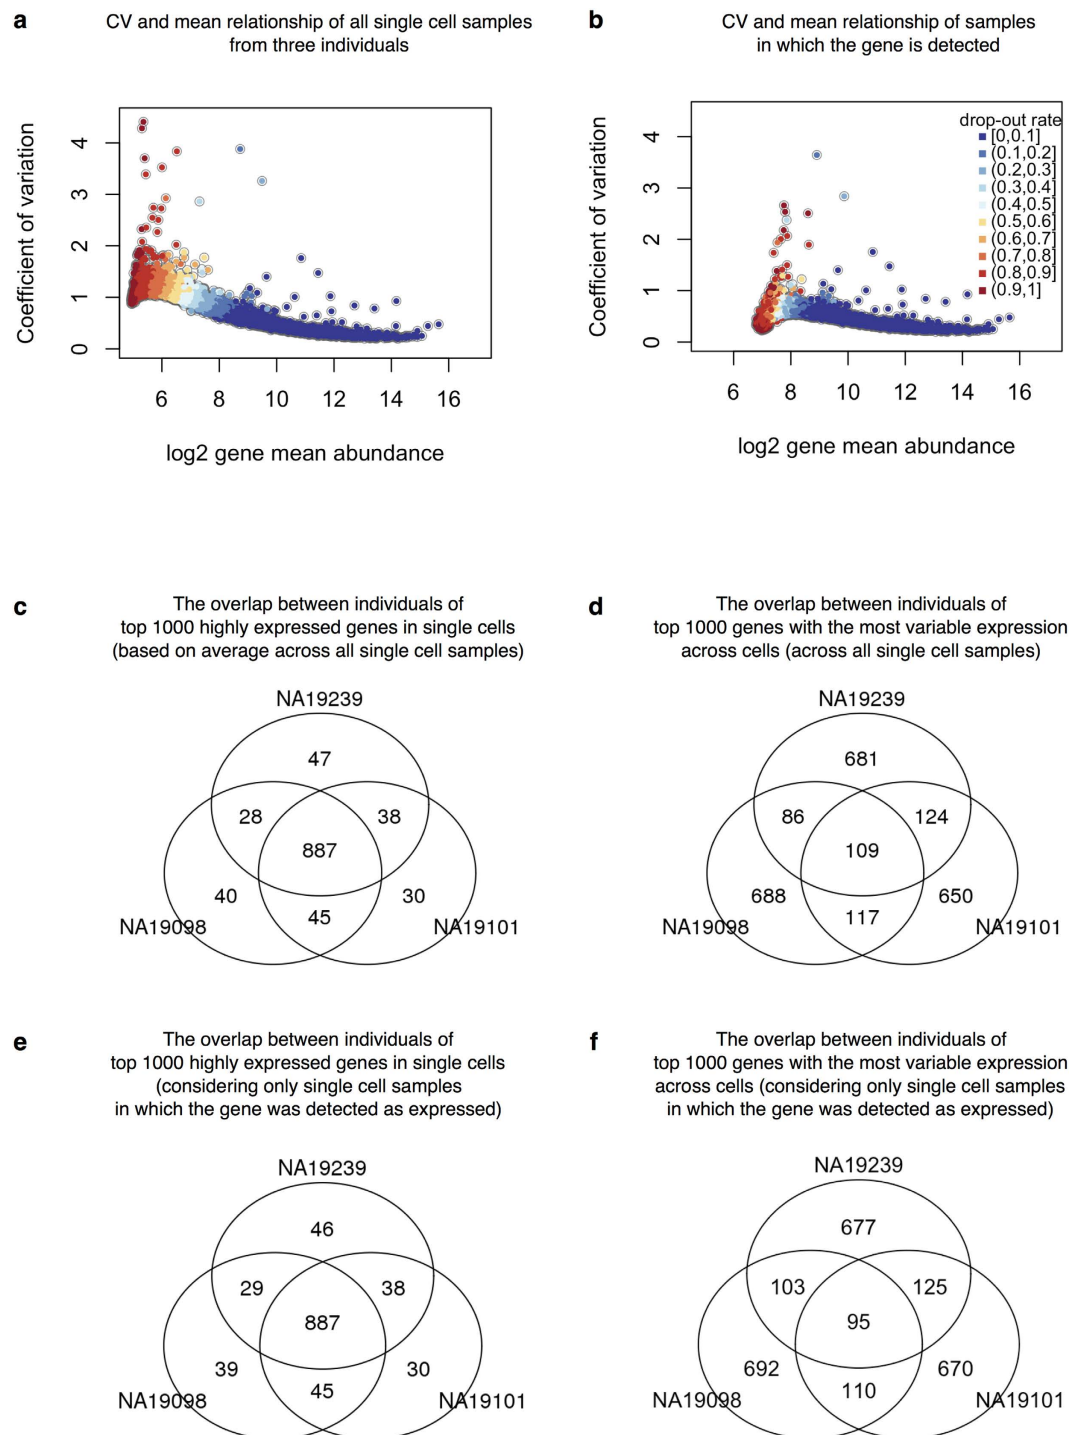 a
CV and mean relationship of all single cell samples
from three individuals
Coefficient of variation
4
3
2
1
0
6 8 10 12 14 16
log2 gene mean abundance
b
CV and mean relationship of samples
in which the gene is detected
Coefficient of variation
4
3
2
1
0
drop-out rate
[0,0.1]
(0.1,0.2]
(0.2,0.3]
(0.3,0.4]
(0.4,0.5]
(0.5,0.6]
(0.6,0.7]
(0.7,0.8]
(0.8,0.9]
(0.9,1]
6 8 10 12 14 16
log2 gene mean abundance
c
The overlap between individuals of
top 1000 highly expressed genes in single cells
(based on average across all single cell samples)
NA19239
47
28 38
887
40 30
45
NA19098 NA19101
d
The overlap between individuals of
top 1000 genes with the most variable expression
across cells (across all single cell samples)
NA19239
681
86 124
109
688 650
117
NA19098 NA19101
e
The overlap between individuals of
top 1000 highly expressed genes in single cells
(considering only single cell samples
in which the gene was detected as expressed)
NA19239
46
29 38
887
39 30
45
NA19098 NA19101
f
The overlap between individuals of
top 1000 genes with the most variable expression
across cells (considering only single cell samples
in which the gene was detected as expressed)
NA19239
677
103 125
95
692 670
110
NA19098 NA19101